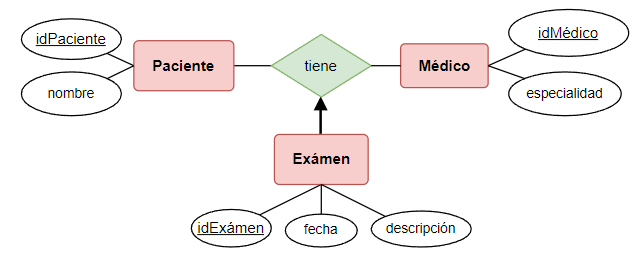 idPaciente
nombre
Paciente
tiene
Médico
idMédico
especialidad
Exámen
idExámen
fecha
descripción